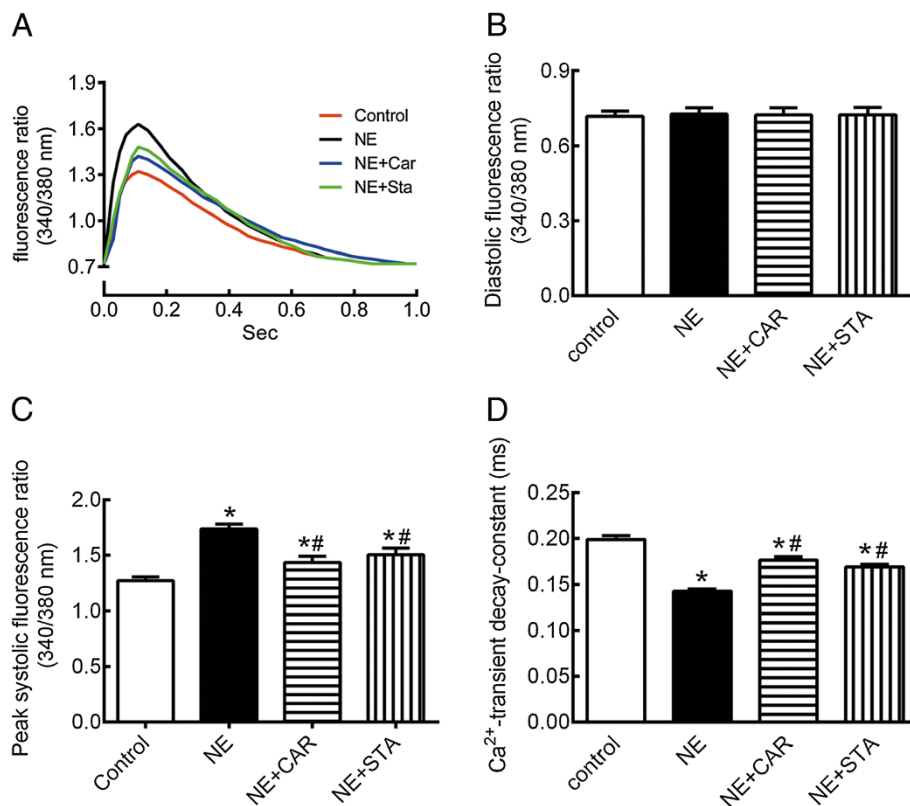 A
fluorescence ratio
(340/380 nm)
1.9
1.6
1.3
1.0
0.7
Control
NE
NE+Car
NE+Sta
0.0 0.2 0.4 0.6 0.8 1.0
Sec
B
Diastolic fluorescence ratio
(340/380 nm)
0.9
0.6
0.3
0.0
control NE NE+CAR NE+STA
C
Peak systolic fluorescence ratio
(340/380 nm)
2.0
1.5
1.0
0.5
0.0
* *# *#
Control NE NE+CAR NE+STA
D
Ca²⁺-transient decay-constant (ms)
0.25
0.20
0.15
0.10
0.05
0.00
* *# *#
control NE NE+CAR NE+STA